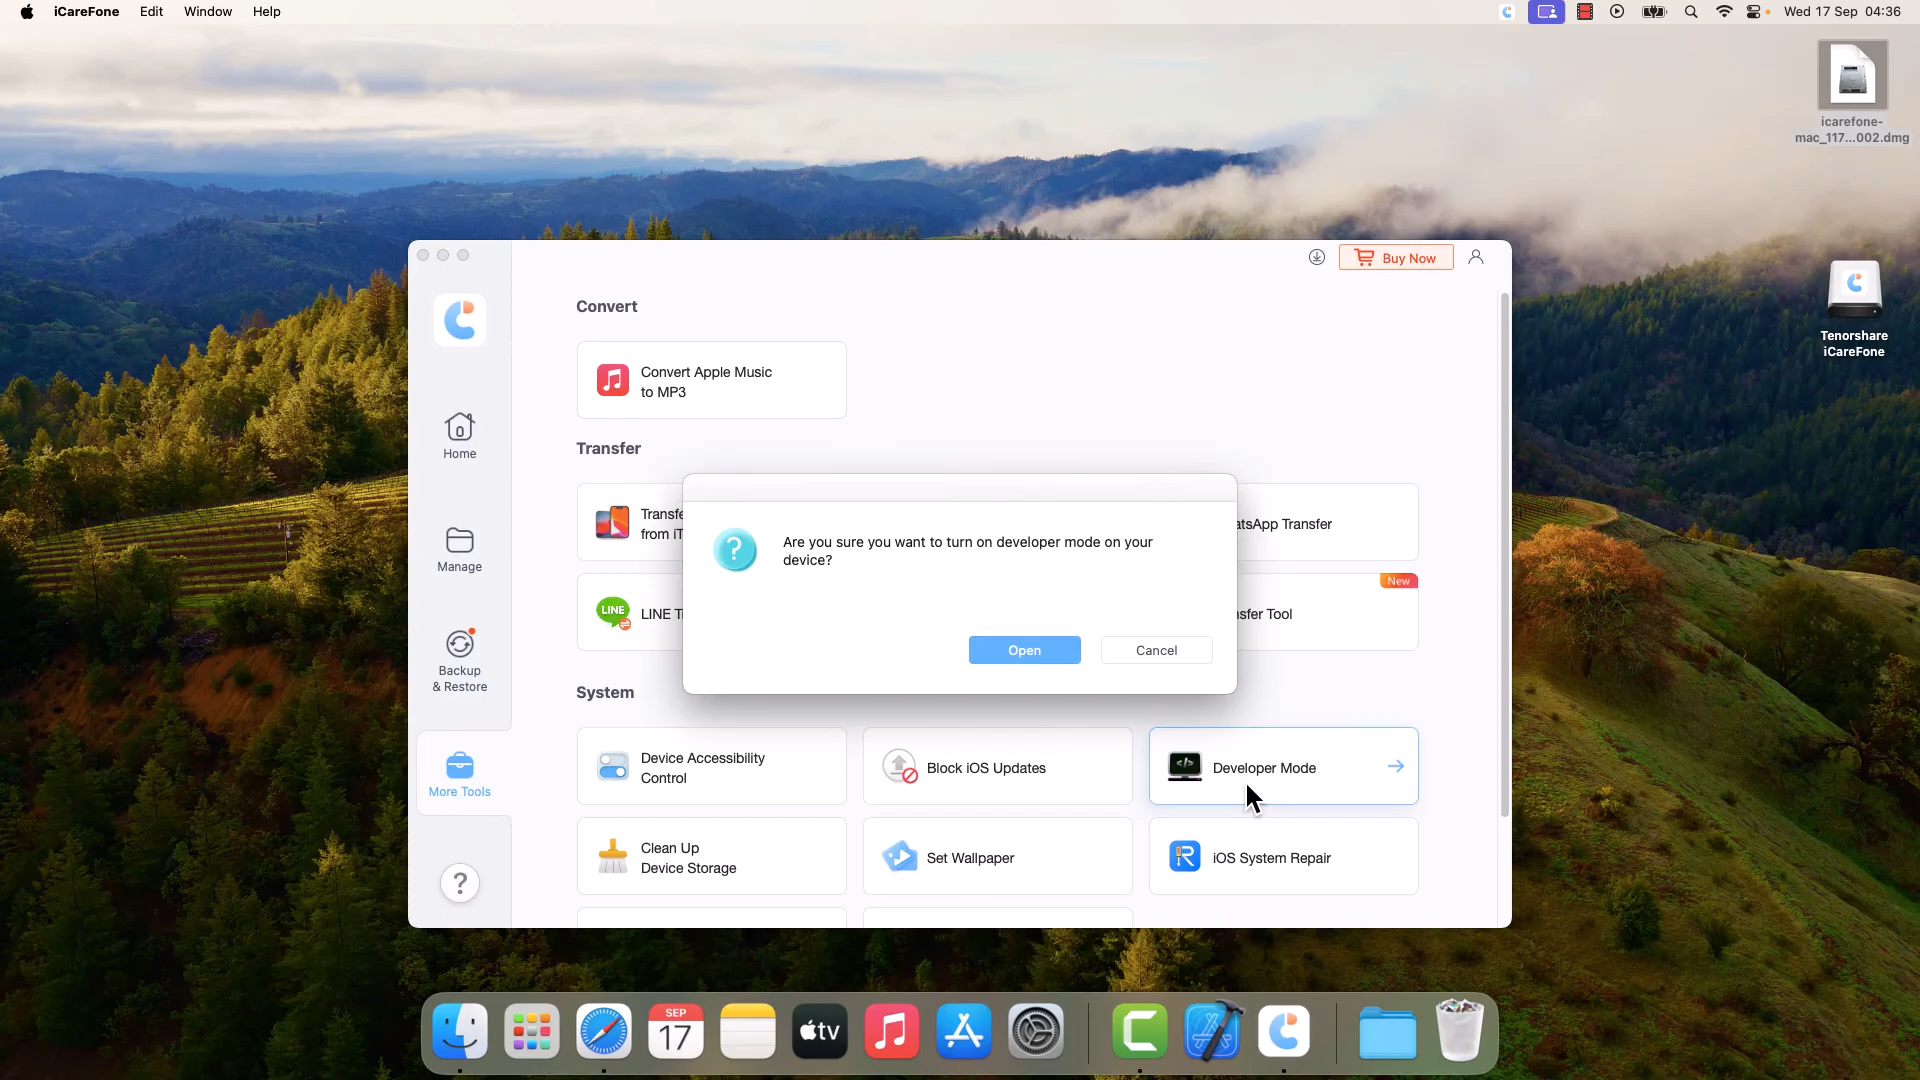 iCareFone Edit Window Help
Wed 17 Sep 04:36
icarefone-
mac_117...002.dmg
Tenorshare
iCareFone
Buy Now
Home
Manage
Backup
& Restore
More Tools
?
Convert
Convert Apple Music
to MP3
Transfer
Transfe
from iT
atsApp Transfer
LINE
LINE T
New
sfer Tool
?
Are you sure you want to turn on developer mode on your
device?
Open
Cancel
System
Device Accessibility
Control
Block iOS Updates
</>
Developer Mode
Clean Up
Device Storage
Set Wallpaper
iOS System Repair
SEP
17
tv